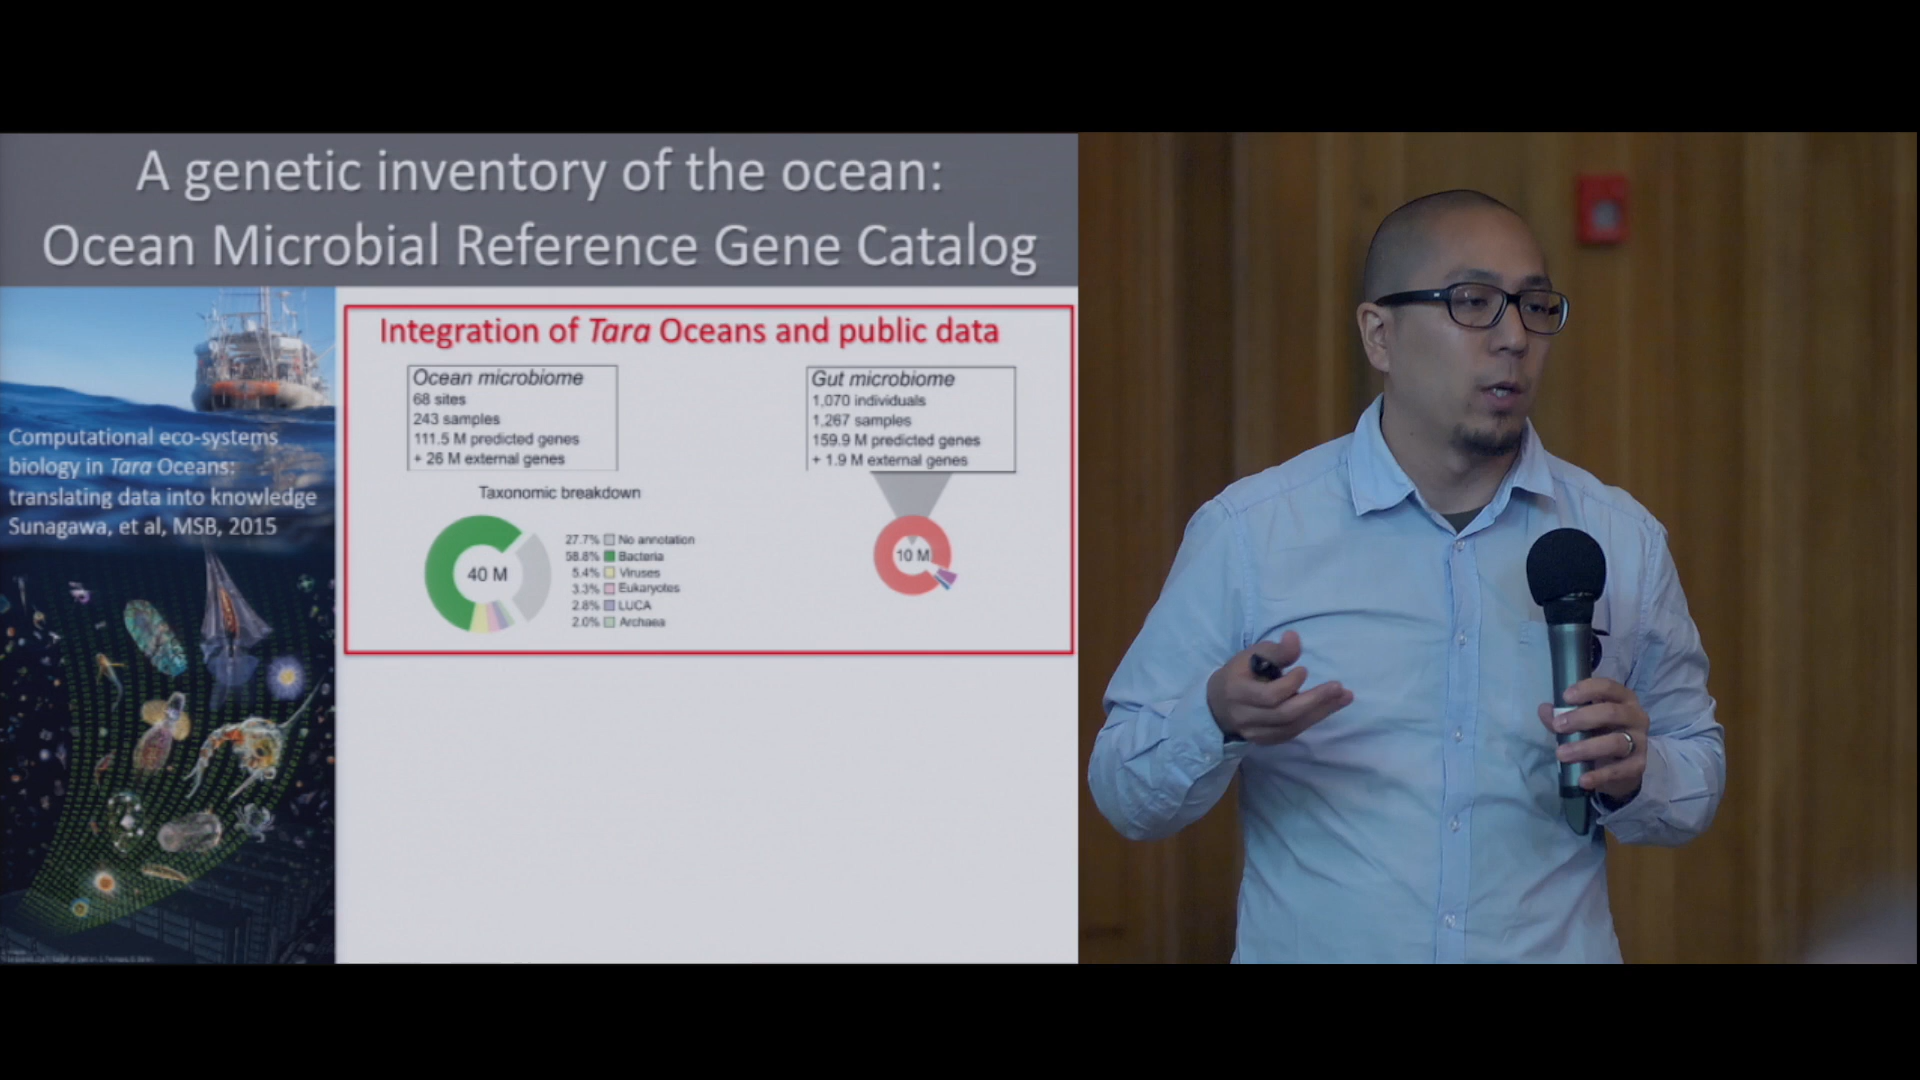 A genetic inventory of the ocean:
Ocean Microbial Reference Gene Catalog
Computational eco-systems
biology in Tara Oceans:
translating data into knowledge
Sunagawa, et al, MSB, 2015
Integration of Tara Oceans and public data
Ocean microbiome
68 sites
243 samples
111.5 M predicted genes
+ 26 M external genes
Taxonomic breakdown
40 M
27.7% No annotation
58.8% Bacteria
5.4% Viruses
3.3% Eukaryotes
2.8% LUCA
2.0% Archaea
Gut microbiome
1,070 individuals
1,267 samples
159.9 M predicted genes
+ 1.9 M external genes
10 M